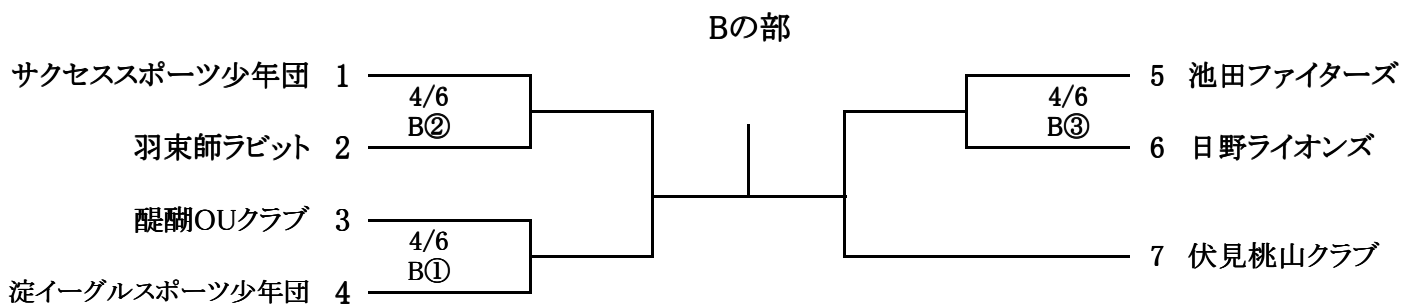 Bの部
サクセススポーツ少年団 1
4/6
B②
羽束師ラビット 2
醍醐OUクラブ 3
4/6
B①
淀イーグルスポーツ少年団 4
5 池田ファイターズ
4/6
B③
6 日野ライオンズ
7 伏見桃山クラブ